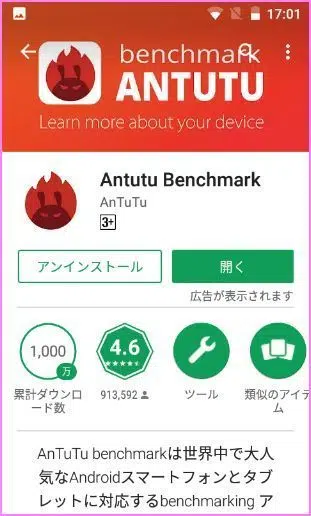 17:01
benchmark
ANTUTU
Learn more about your device
Antutu Benchmark
AnTuTu
3+
アンインストール
開く
広告が表示されます
1,000
万
4.6
累計ダウンロ
ード数
913,592
ツール
類似のアイテ
ム
AnTuTu benchmarkは世界中で大人
気なAndroidスマートフォンとタブ
レットに対応するbenchmarking ア